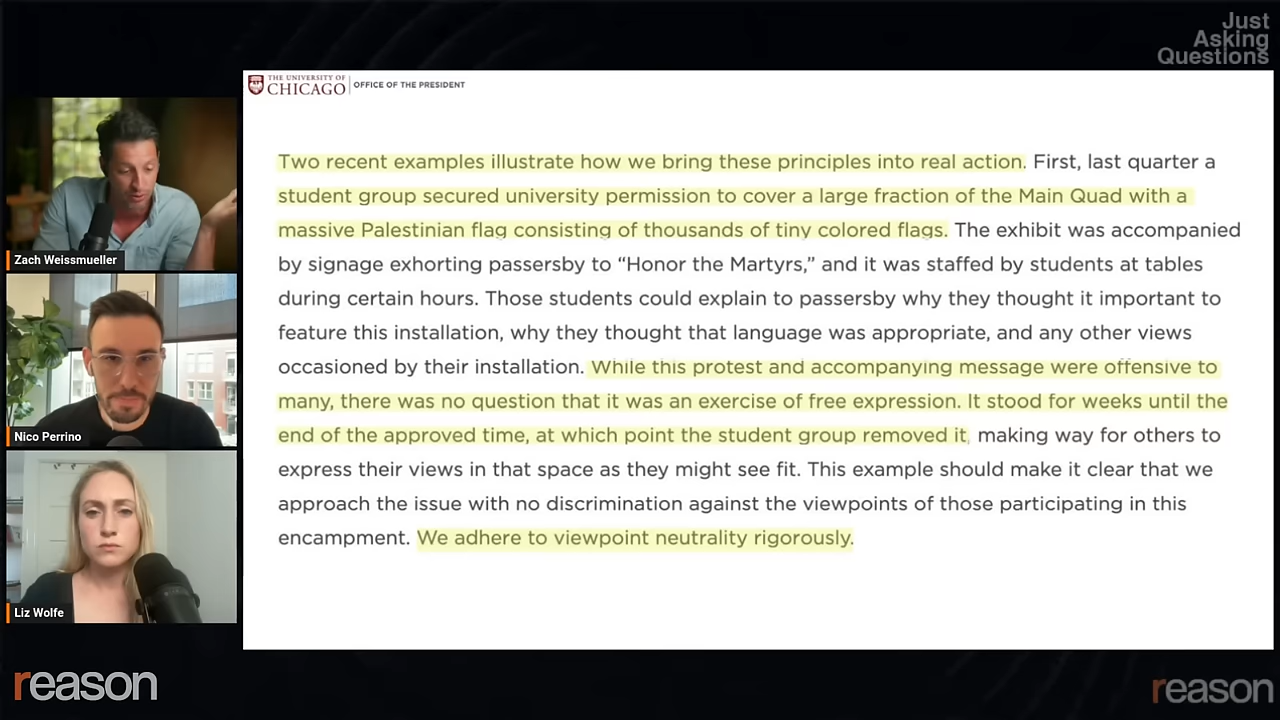 Just
Asking
Questions
THE UNIVERSITY OF
CHICAGO
OFFICE OF THE PRESIDENT
Two recent examples illustrate how we bring these principles into real action. First, last quarter a
student group secured university permission to cover a large fraction of the Main Quad with a
massive Palestinian flag consisting of thousands of tiny colored flags. The exhibit was accompanied
by signage exhorting passersby to “Honor the Martyrs,” and it was staffed by students at tables
during certain hours. Those students could explain to passersby why they thought it important to
feature this installation, why they thought that language was appropriate, and any other views
occasioned by their installation. While this protest and accompanying message were offensive to
many, there was no question that it was an exercise of free expression. It stood for weeks until the
end of the approved time, at which point the student group removed it, making way for others to
express their views in that space as they might see fit. This example should make it clear that we
approach the issue with no discrimination against the viewpoints of those participating in this
encampment. We adhere to viewpoint neutrality rigorously.
Zach Weissmueller
Nico Perrino
Liz Wolfe
reason
reason